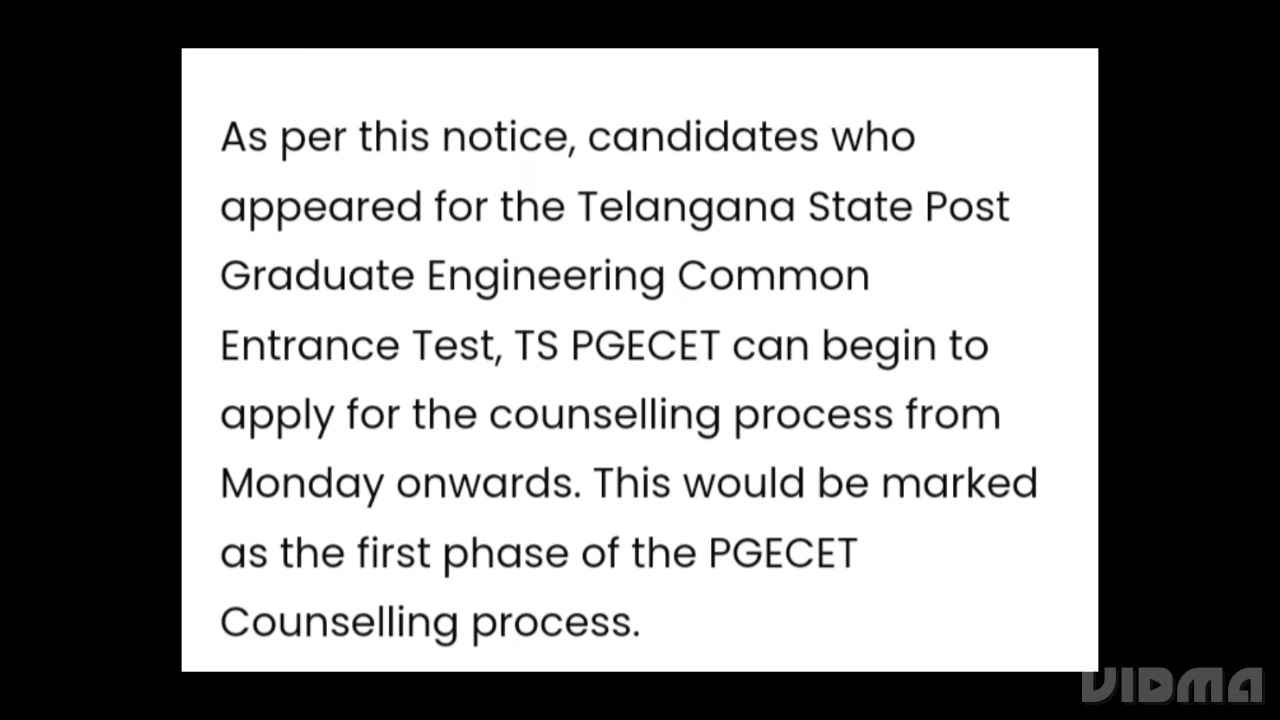 As per this notice, candidates who
appeared for the Telangana State Post
Graduate Engineering Common
Entrance Test, TS PGECET can begin to
apply for the counselling process from
Monday onwards. This would be marked
as the first phase of the PGECET
Counselling process.
VIDMA